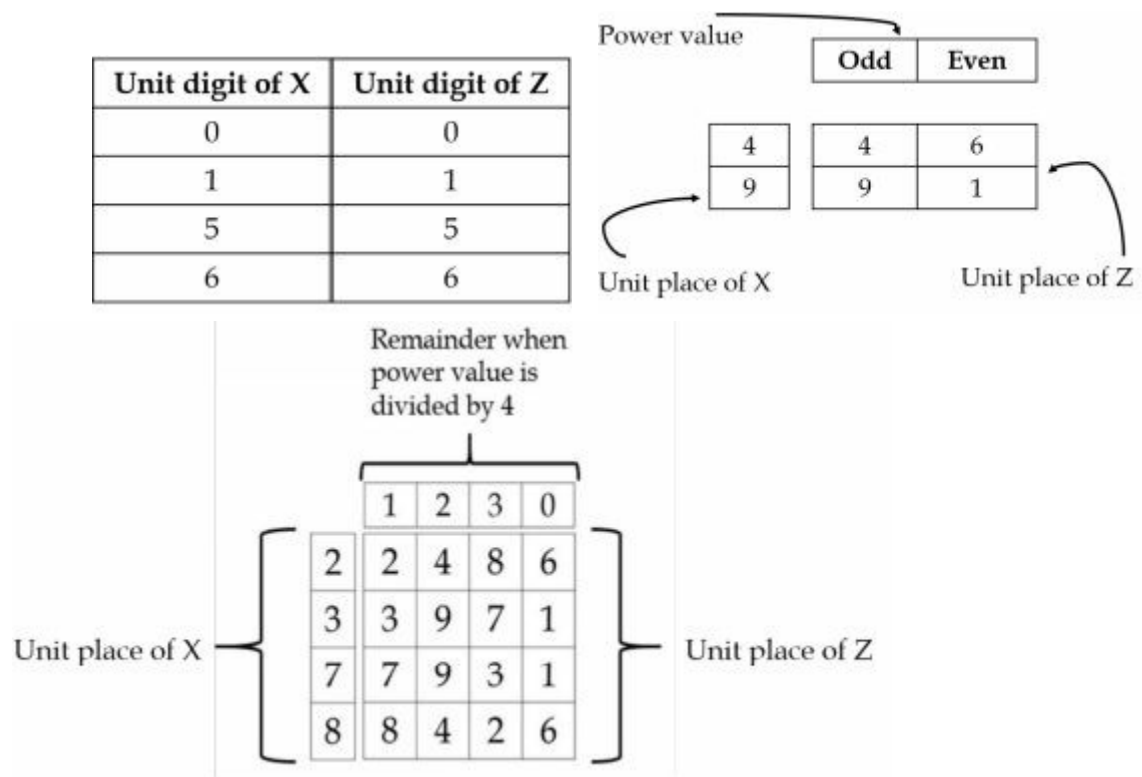 Unit digit of X Unit digit of Z
0 0
1 1
5 5
6 6
Power value
Odd Even
4 4 6
9 9 1
Unit place of X
Unit place of Z
Remainder when
power value is
divided by 4
1 2 3 0
2 2 4 8 6
3 3 9 7 1
7 7 9 3 1
8 8 4 2 6
Unit place of X
Unit place of Z